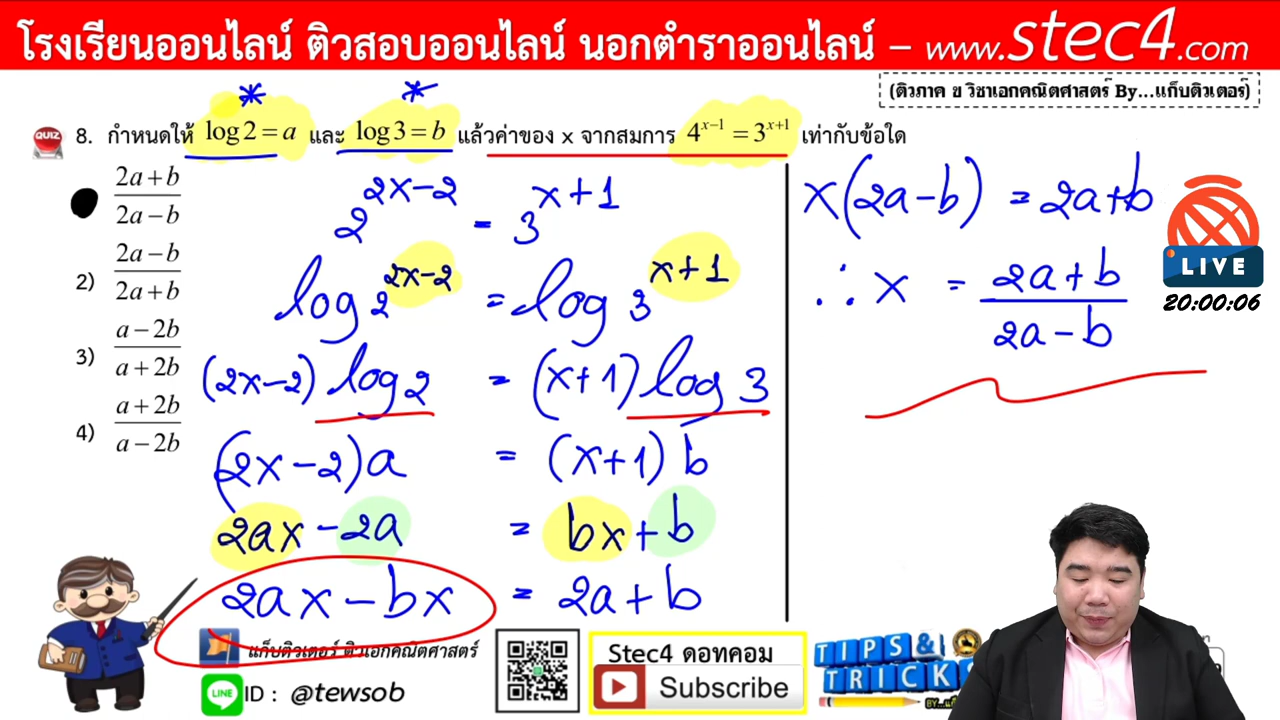 โรงเรียนออนไลน์ ติวสอบออนไลน์ นอกตำราออนไลน์ – www.stec4.com
(ติวภาค ข วิชาเอกคณิตศาสตร์ By...แก็บติวเตอร์)
QUIZ 8. กำหนดให้ log 2 = a และ log 3 = b แล้วค่าของ x จากสมการ 4^{x−1} = 3^{x+1} เท่ากับข้อใด
(2a + b)/(2a − b)
2) (2a − b)/(2a + b)
3) (a − 2b)/(a + 2b)
4) (a + 2b)/(a − 2b)
2^{2x−2} = 3^{x+1}
log 2^{2x−2} = log 3^{x+1}
(2x−2) log 2 = (x+1) log 3
(2x−2)a = (x+1)b
2ax − 2a = bx + b
2ax − bx = 2a + b
x(2a−b) = 2a+b
∴ x = (2a+b)/(2a−b)
LIVE
20:00:06
แก็บติวเตอร์ ติวเอกคณิตศาสตร์
LINE ID : @tewsob
Stec4 ดอทคอม
Subscribe
TIPS &
TRICK